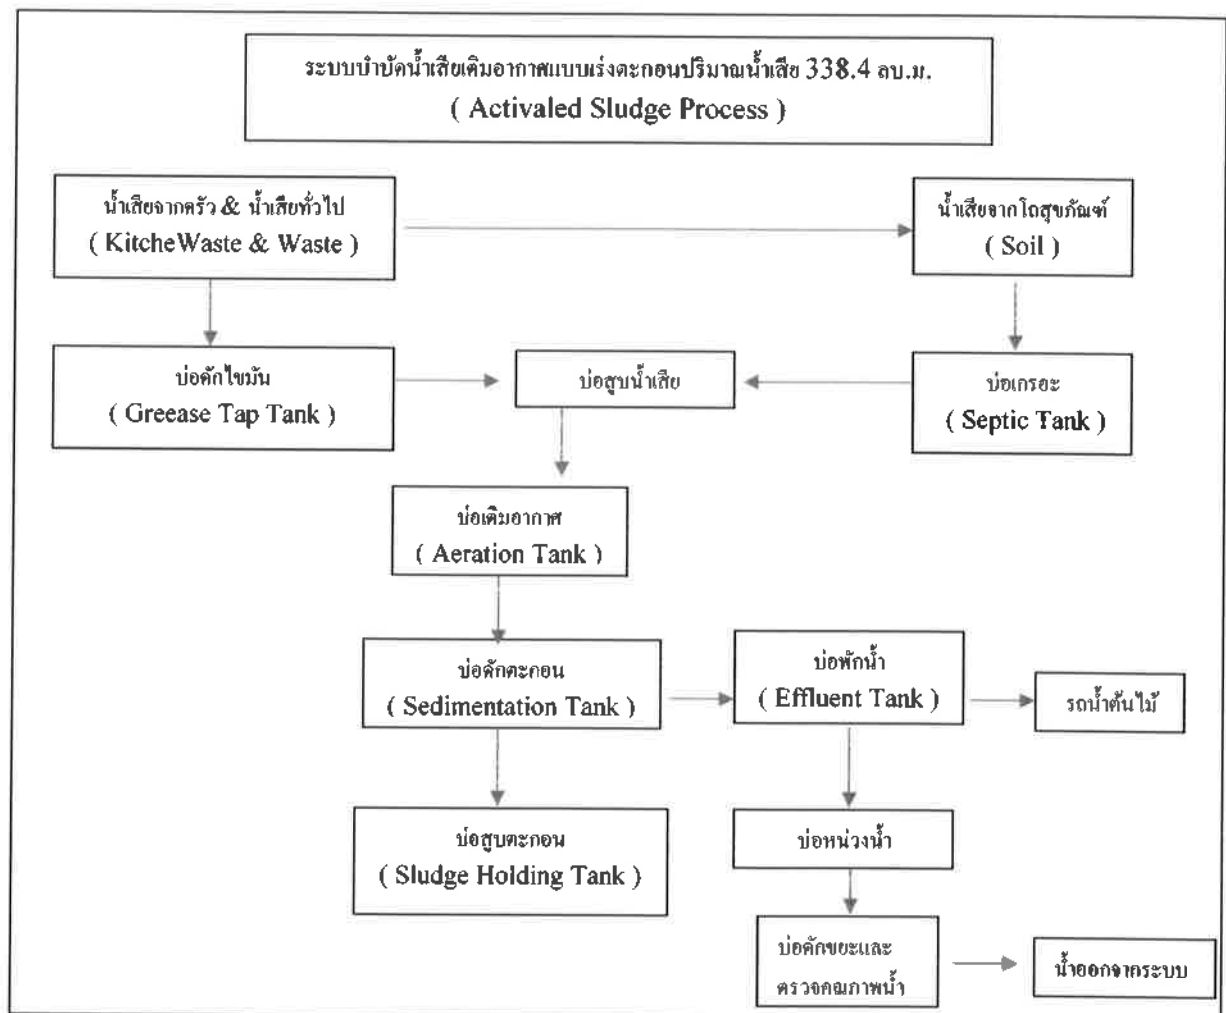 ระบบบำบัดน้ำเสียเติมอากาศแบบเร่งตะกอนปริมาณน้ำเสีย 338.4 ลบ.ม.
( Activaled Sludge Process )
น้ำเสียจากครัว & น้ำเสียทั่วไป
( KitcheWaste & Waste )
น้ำเสียจากโถสุขภัณฑ์
( Soil )
บ่อดักไขมัน
( Greease Tap Tank )
บ่อสูบน้ำเสีย
บ่อเกรอะ
( Septic Tank )
บ่อเติมอากาศ
( Aeration Tank )
บ่อดักตะกอน
( Sedimentation Tank )
บ่อพักน้ำ
( Effluent Tank )
รถน้ำต้นไม้
บ่อสูบตะกอน
( Sludge Holding Tank )
บ่อหน่วงน้ำ
บ่อดักขยะและ
ตรวจคุณภาพน้ำ
น้ำออกจากระบบ